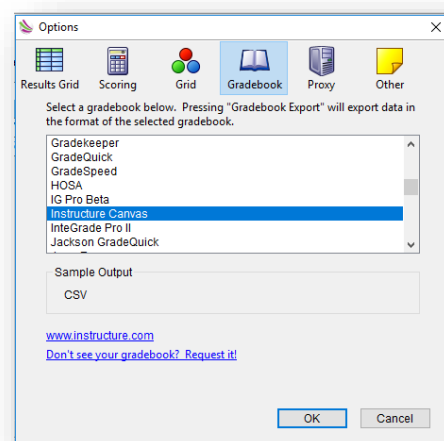 Options
Results Grid
Scoring
Grid
Gradebook
Proxy
Other
Select a gradebook below. Pressing "Gradebook Export" will export data in
the format of the selected gradebook.
Gradekeeper
GradeQuick
GradeSpeed
HOSA
IG Pro Beta
Instructure Canvas
InteGrade Pro II
Jackson GradeQuick
Sample Output
CSV
www.instructure.com
Don't see your gradebook? Request it!
OK
Cancel